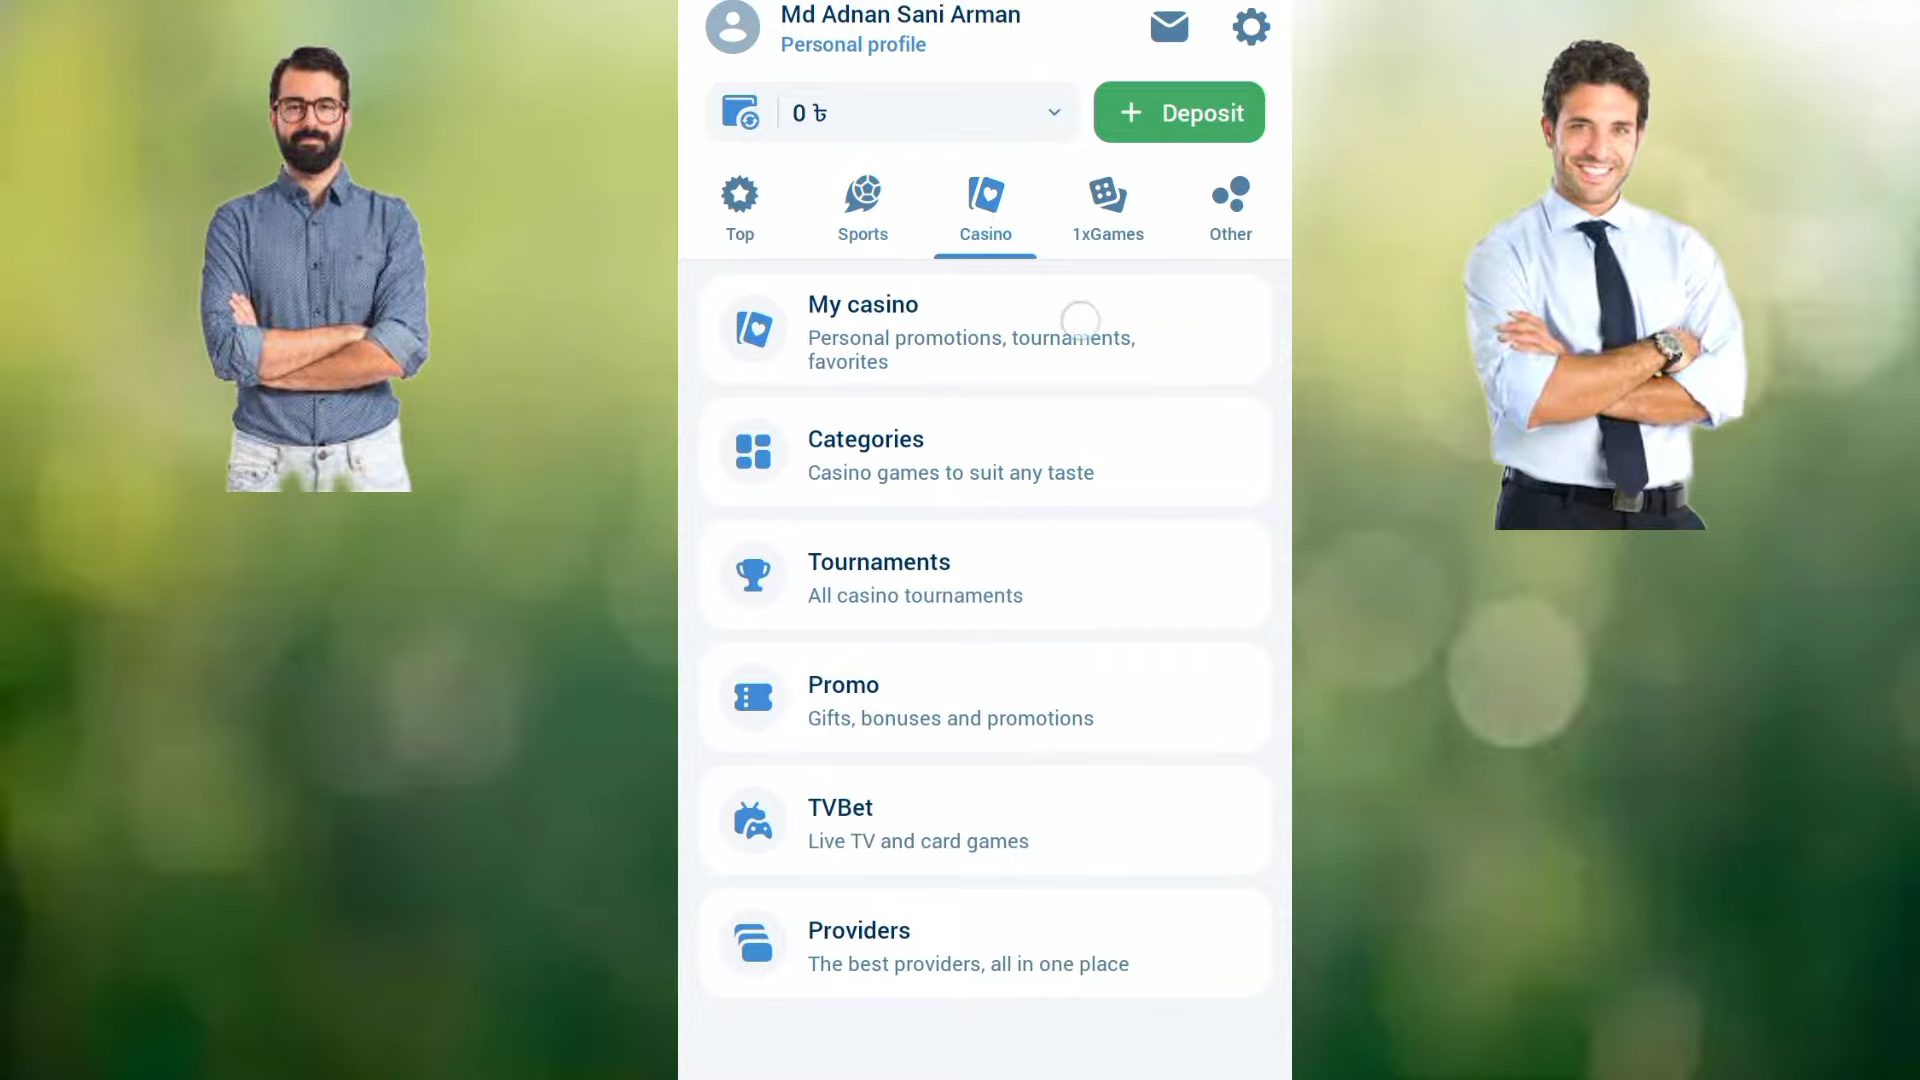 Md Adnan Sani Arman
Personal profile
0 ৳
+ Deposit
Top
Sports
Casino
1xGames
Other
My casino
Personal promotions, tournaments,
favorites
Categories
Casino games to suit any taste
Tournaments
All casino tournaments
Promo
Gifts, bonuses and promotions
TVBet
Live TV and card games
Providers
The best providers, all in one place